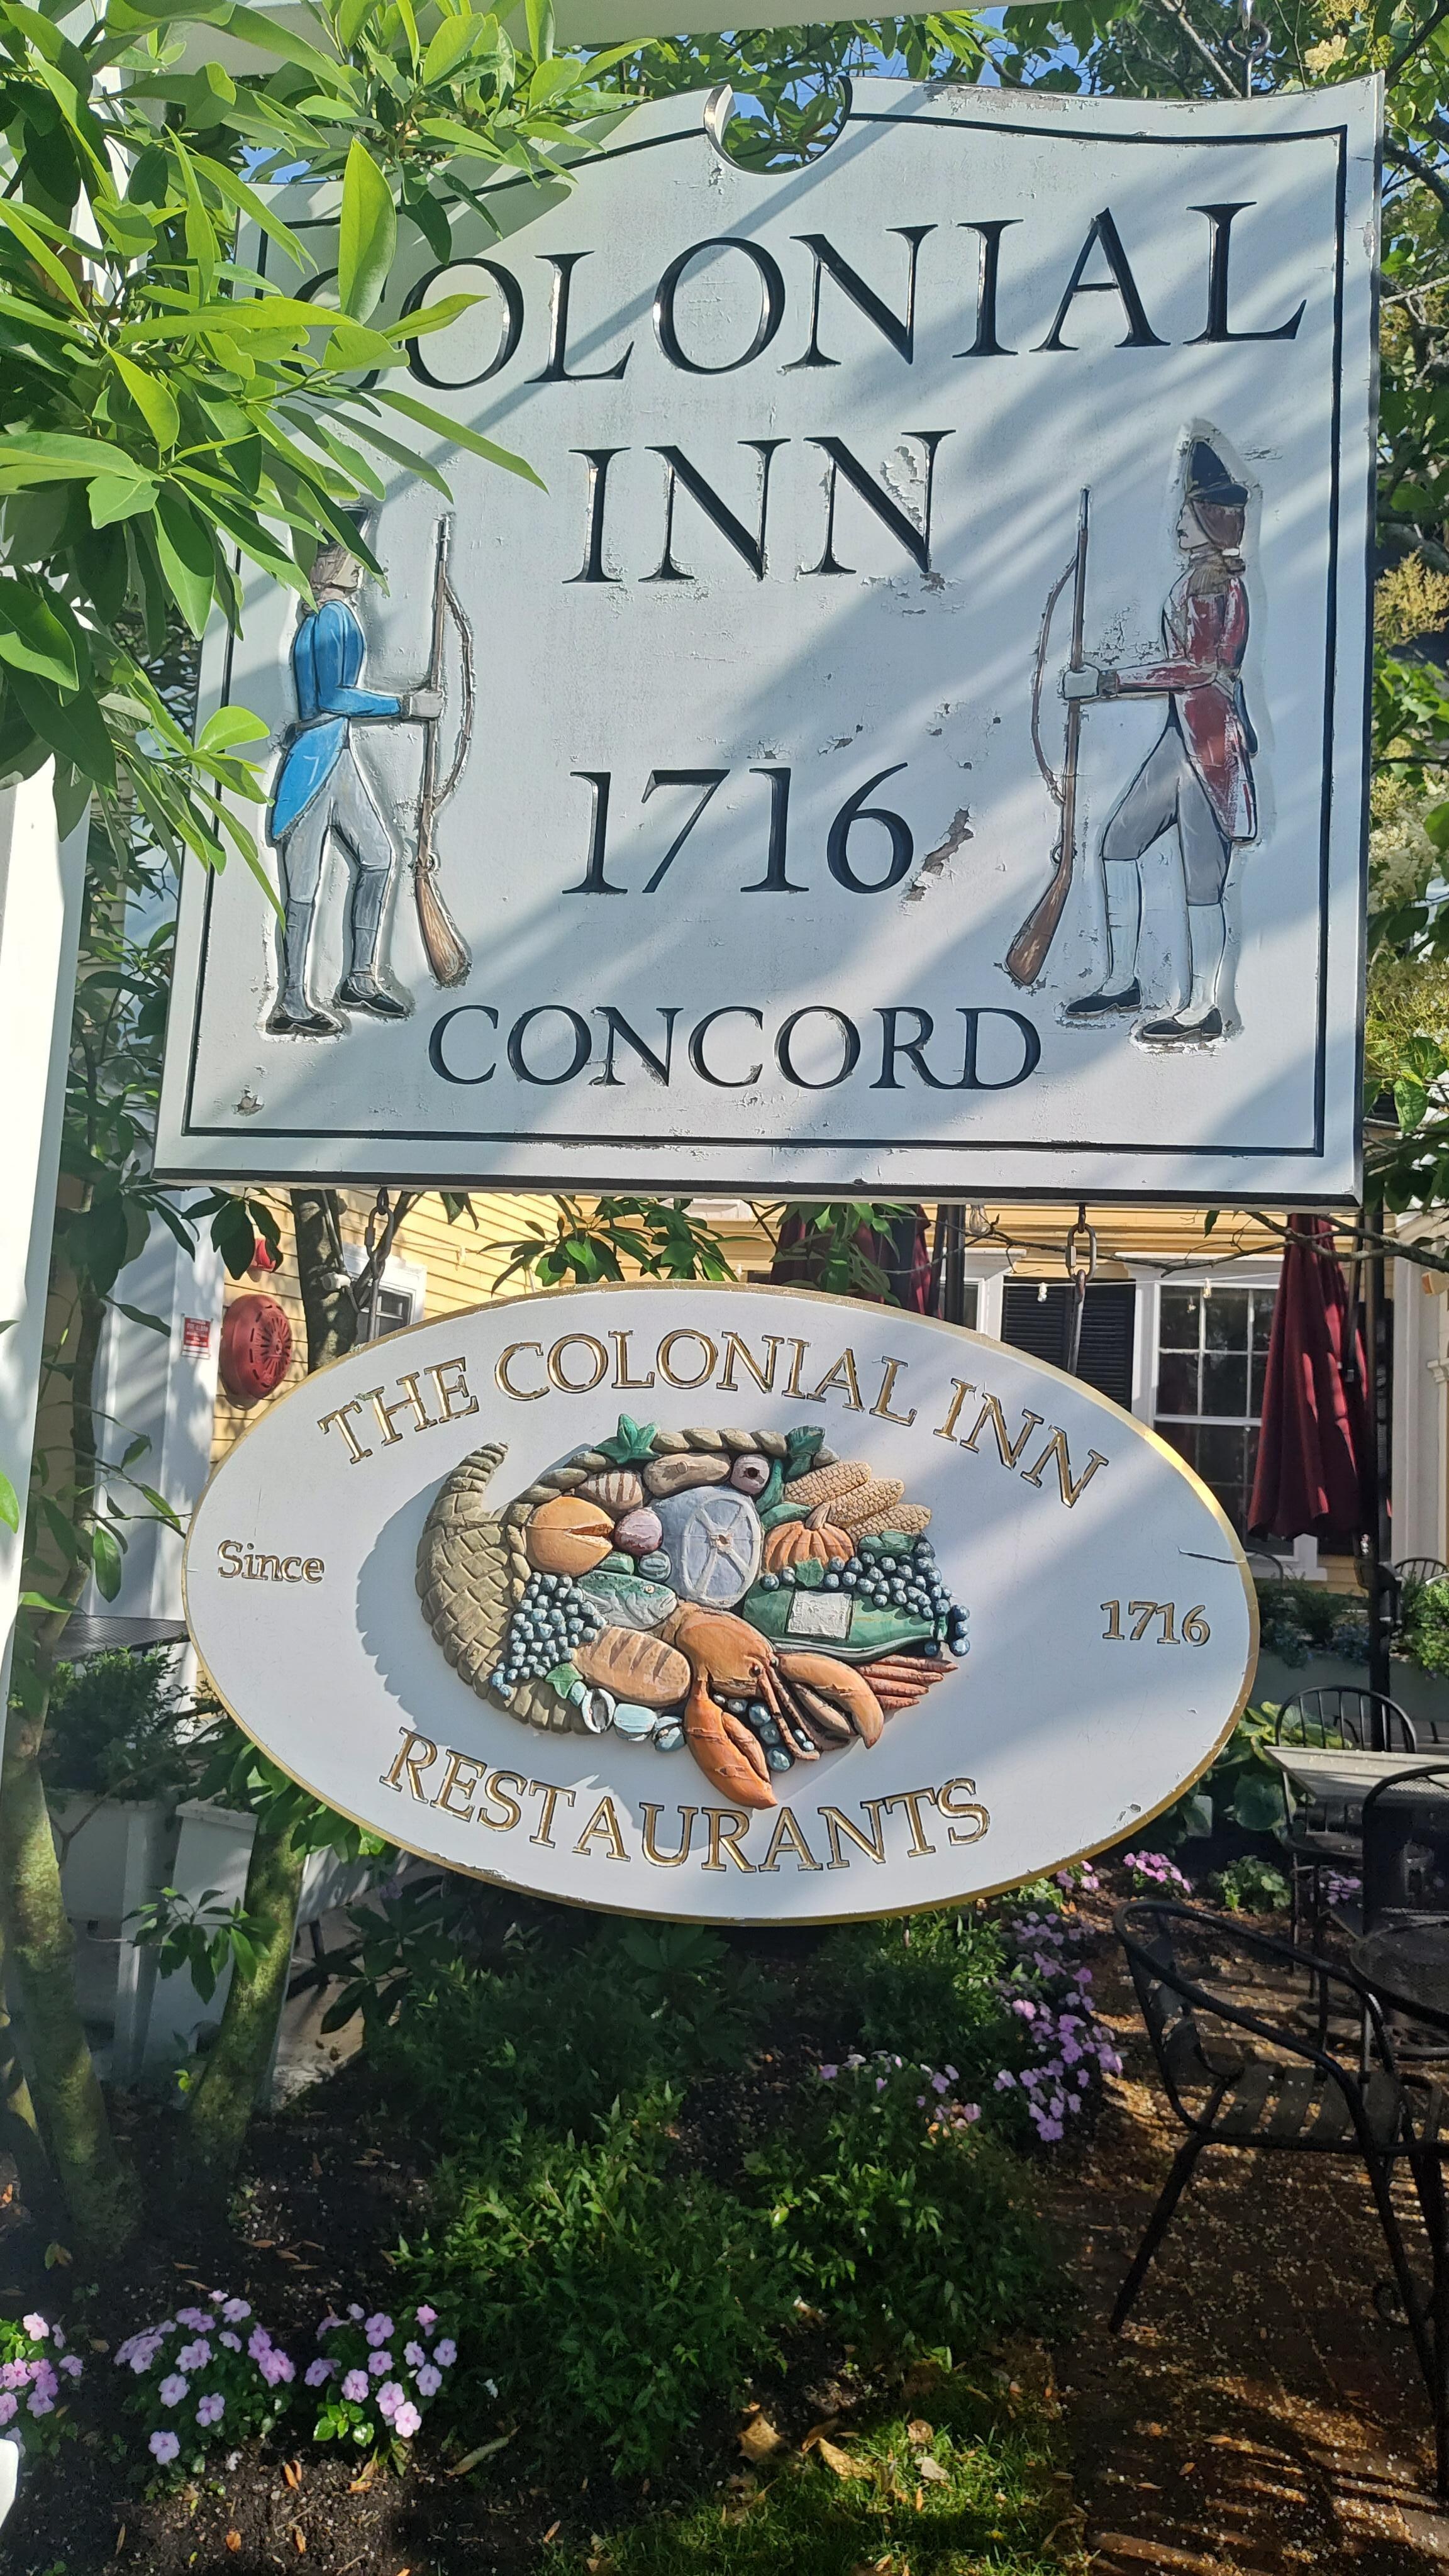 COLONIAL
INN
1716
CONCORD
THE COLONIAL INN
Since
1716
RESTAURANTS